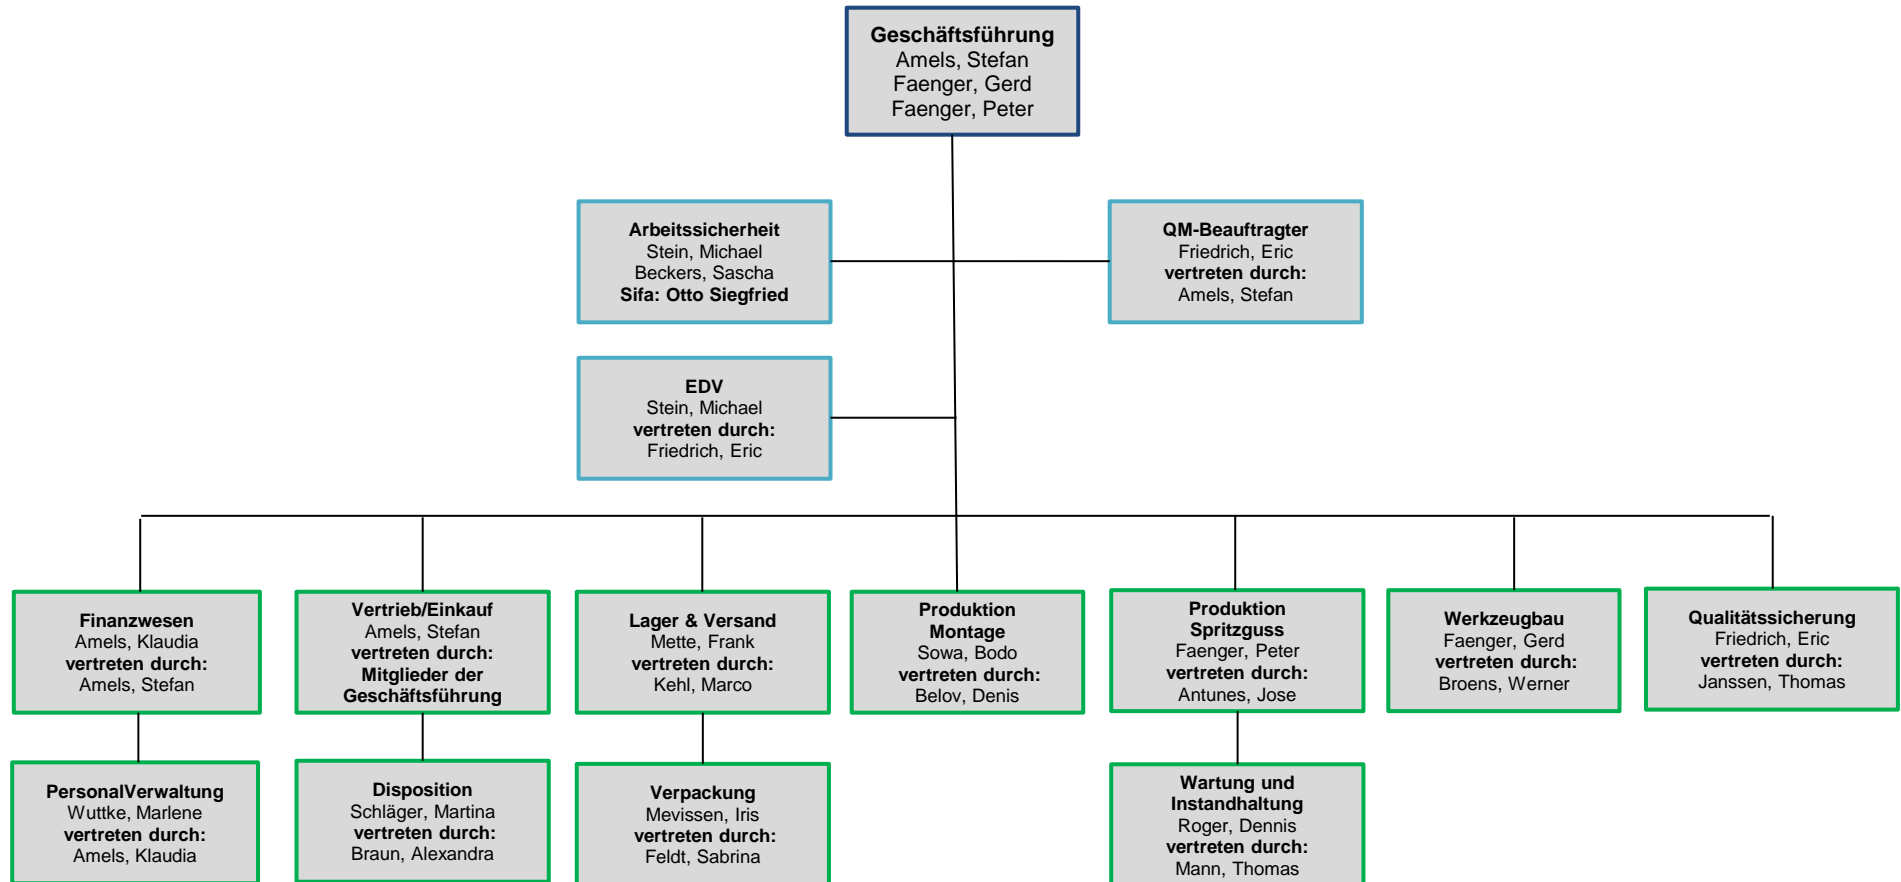 Geschäftsführung
Amels, Stefan
Faenger, Gerd
Faenger, Peter
Arbeitssicherheit
Stein, Michael
Beckers, Sascha
Sifa: Otto Siegfried
QM-Beauftragter
Friedrich, Eric
vertreten durch:
Amels, Stefan
EDV
Stein, Michael
vertreten durch:
Friedrich, Eric
Finanzwesen
Amels, Klaudia
vertreten durch:
Amels, Stefan
Vertrieb/Einkauf
Amels, Stefan
vertreten durch:
Mitglieder der
Geschäftsführung
Lager & Versand
Mette, Frank
vertreten durch:
Kehl, Marco
Produktion
Montage
Sowa, Bodo
vertreten durch:
Belov, Denis
Produktion
Spritzguss
Faenger, Peter
vertreten durch:
Antunes, Jose
Werkzeugbau
Faenger, Gerd
vertreten durch:
Broens, Werner
Qualitätssicherung
Friedrich, Eric
vertreten durch:
Janssen, Thomas
PersonalVerwaltung
Wuttke, Marlene
vertreten durch:
Amels, Klaudia
Disposition
Schläger, Martina
vertreten durch:
Braun, Alexandra
Verpackung
Mevissen, Iris
vertreten durch:
Feldt, Sabrina
Wartung und
Instandhaltung
Roger, Dennis
vertreten durch:
Mann, Thomas